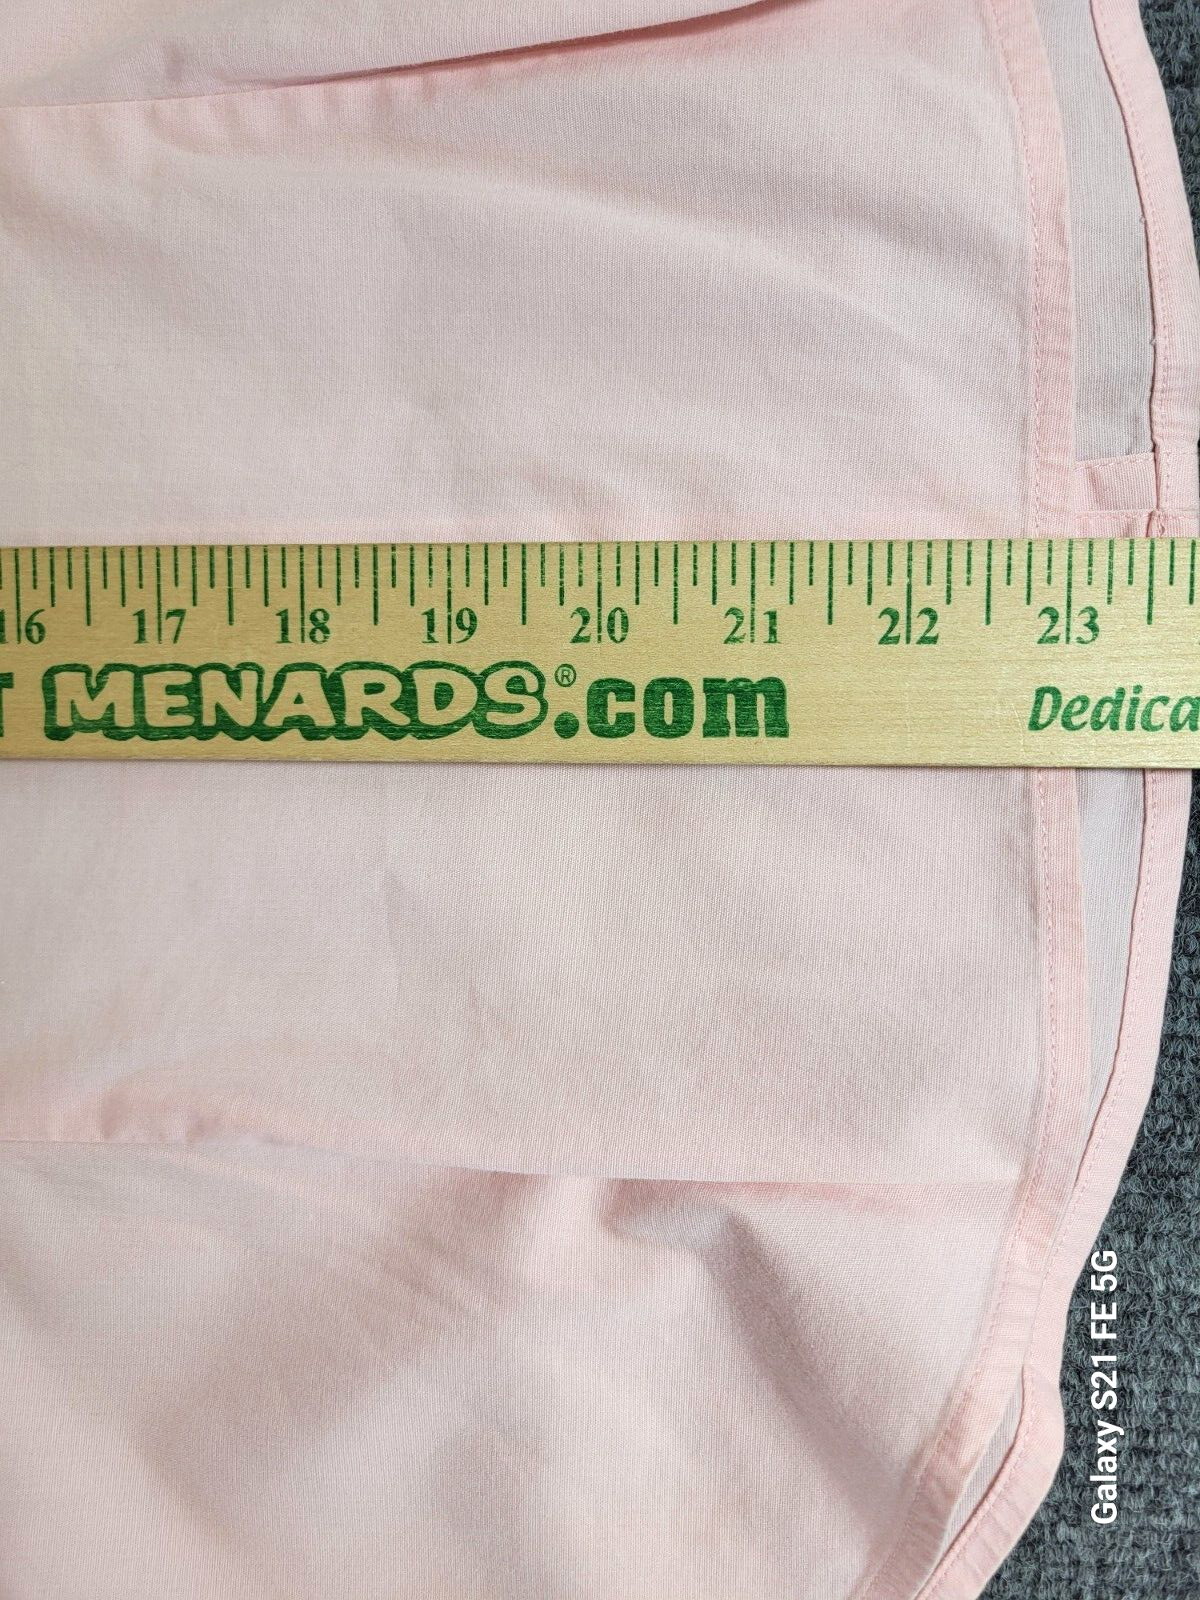 16 17 18 19 20 21 22 23
MENARDS®.com Dedica
Galaxy S21 FE 5G